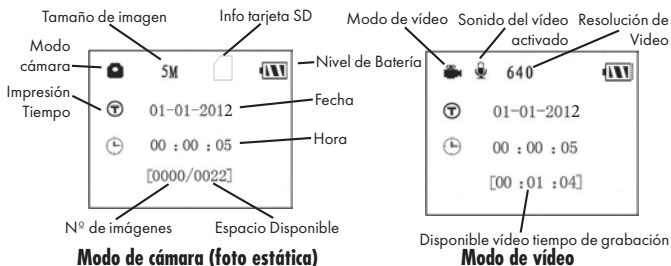 Tamaño de imagen
Info tarjeta SD
Modo cámara
5M
Nivel de Batería
Impresión Tiempo
T
01-01-2012
Fecha
00 : 00 : 05
Hora
[0000/0022]
Nº de imágenes
Espacio Disponible
Modo de cámara (foto estática)
Modo de vídeo
Sonido del vídeo activado
Resolución de Video
640
T
01-01-2012
00 : 00 : 05
[00 : 01 : 04]
Disponible vídeo tiempo de grabación
Modo de vídeo